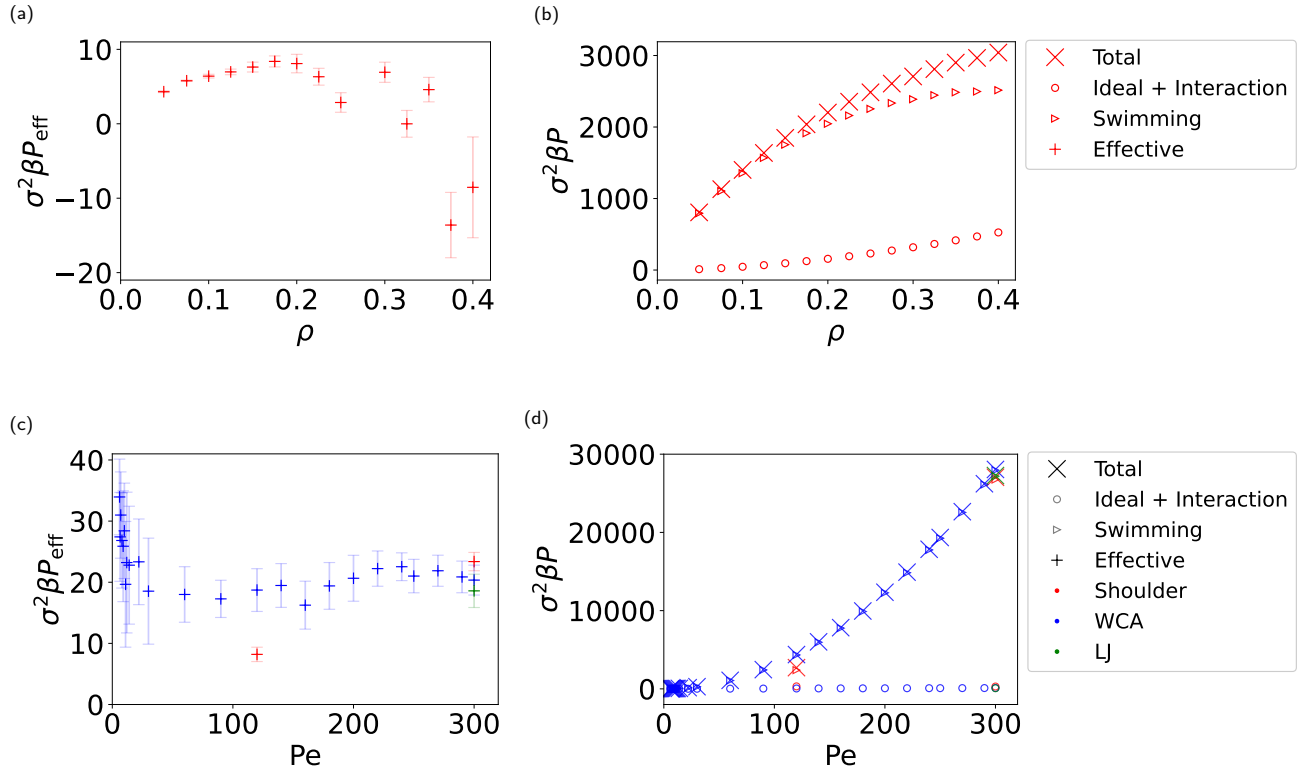 (a)
10
0
−10
−20
σ²βP_eff
0.0 0.1 0.2 0.3 0.4
ρ
(b)
3000
2000
1000
0
σ²βP
0.0 0.1 0.2 0.3 0.4
ρ
Total
Ideal + Interaction
Swimming
Effective
(c)
40
30
20
10
0
σ²βP_eff
0 100 200 300
Pe
(d)
30000
20000
10000
0
σ²βP
0 100 200 300
Pe
Total
Ideal + Interaction
Swimming
Effective
Shoulder
WCA
LJ